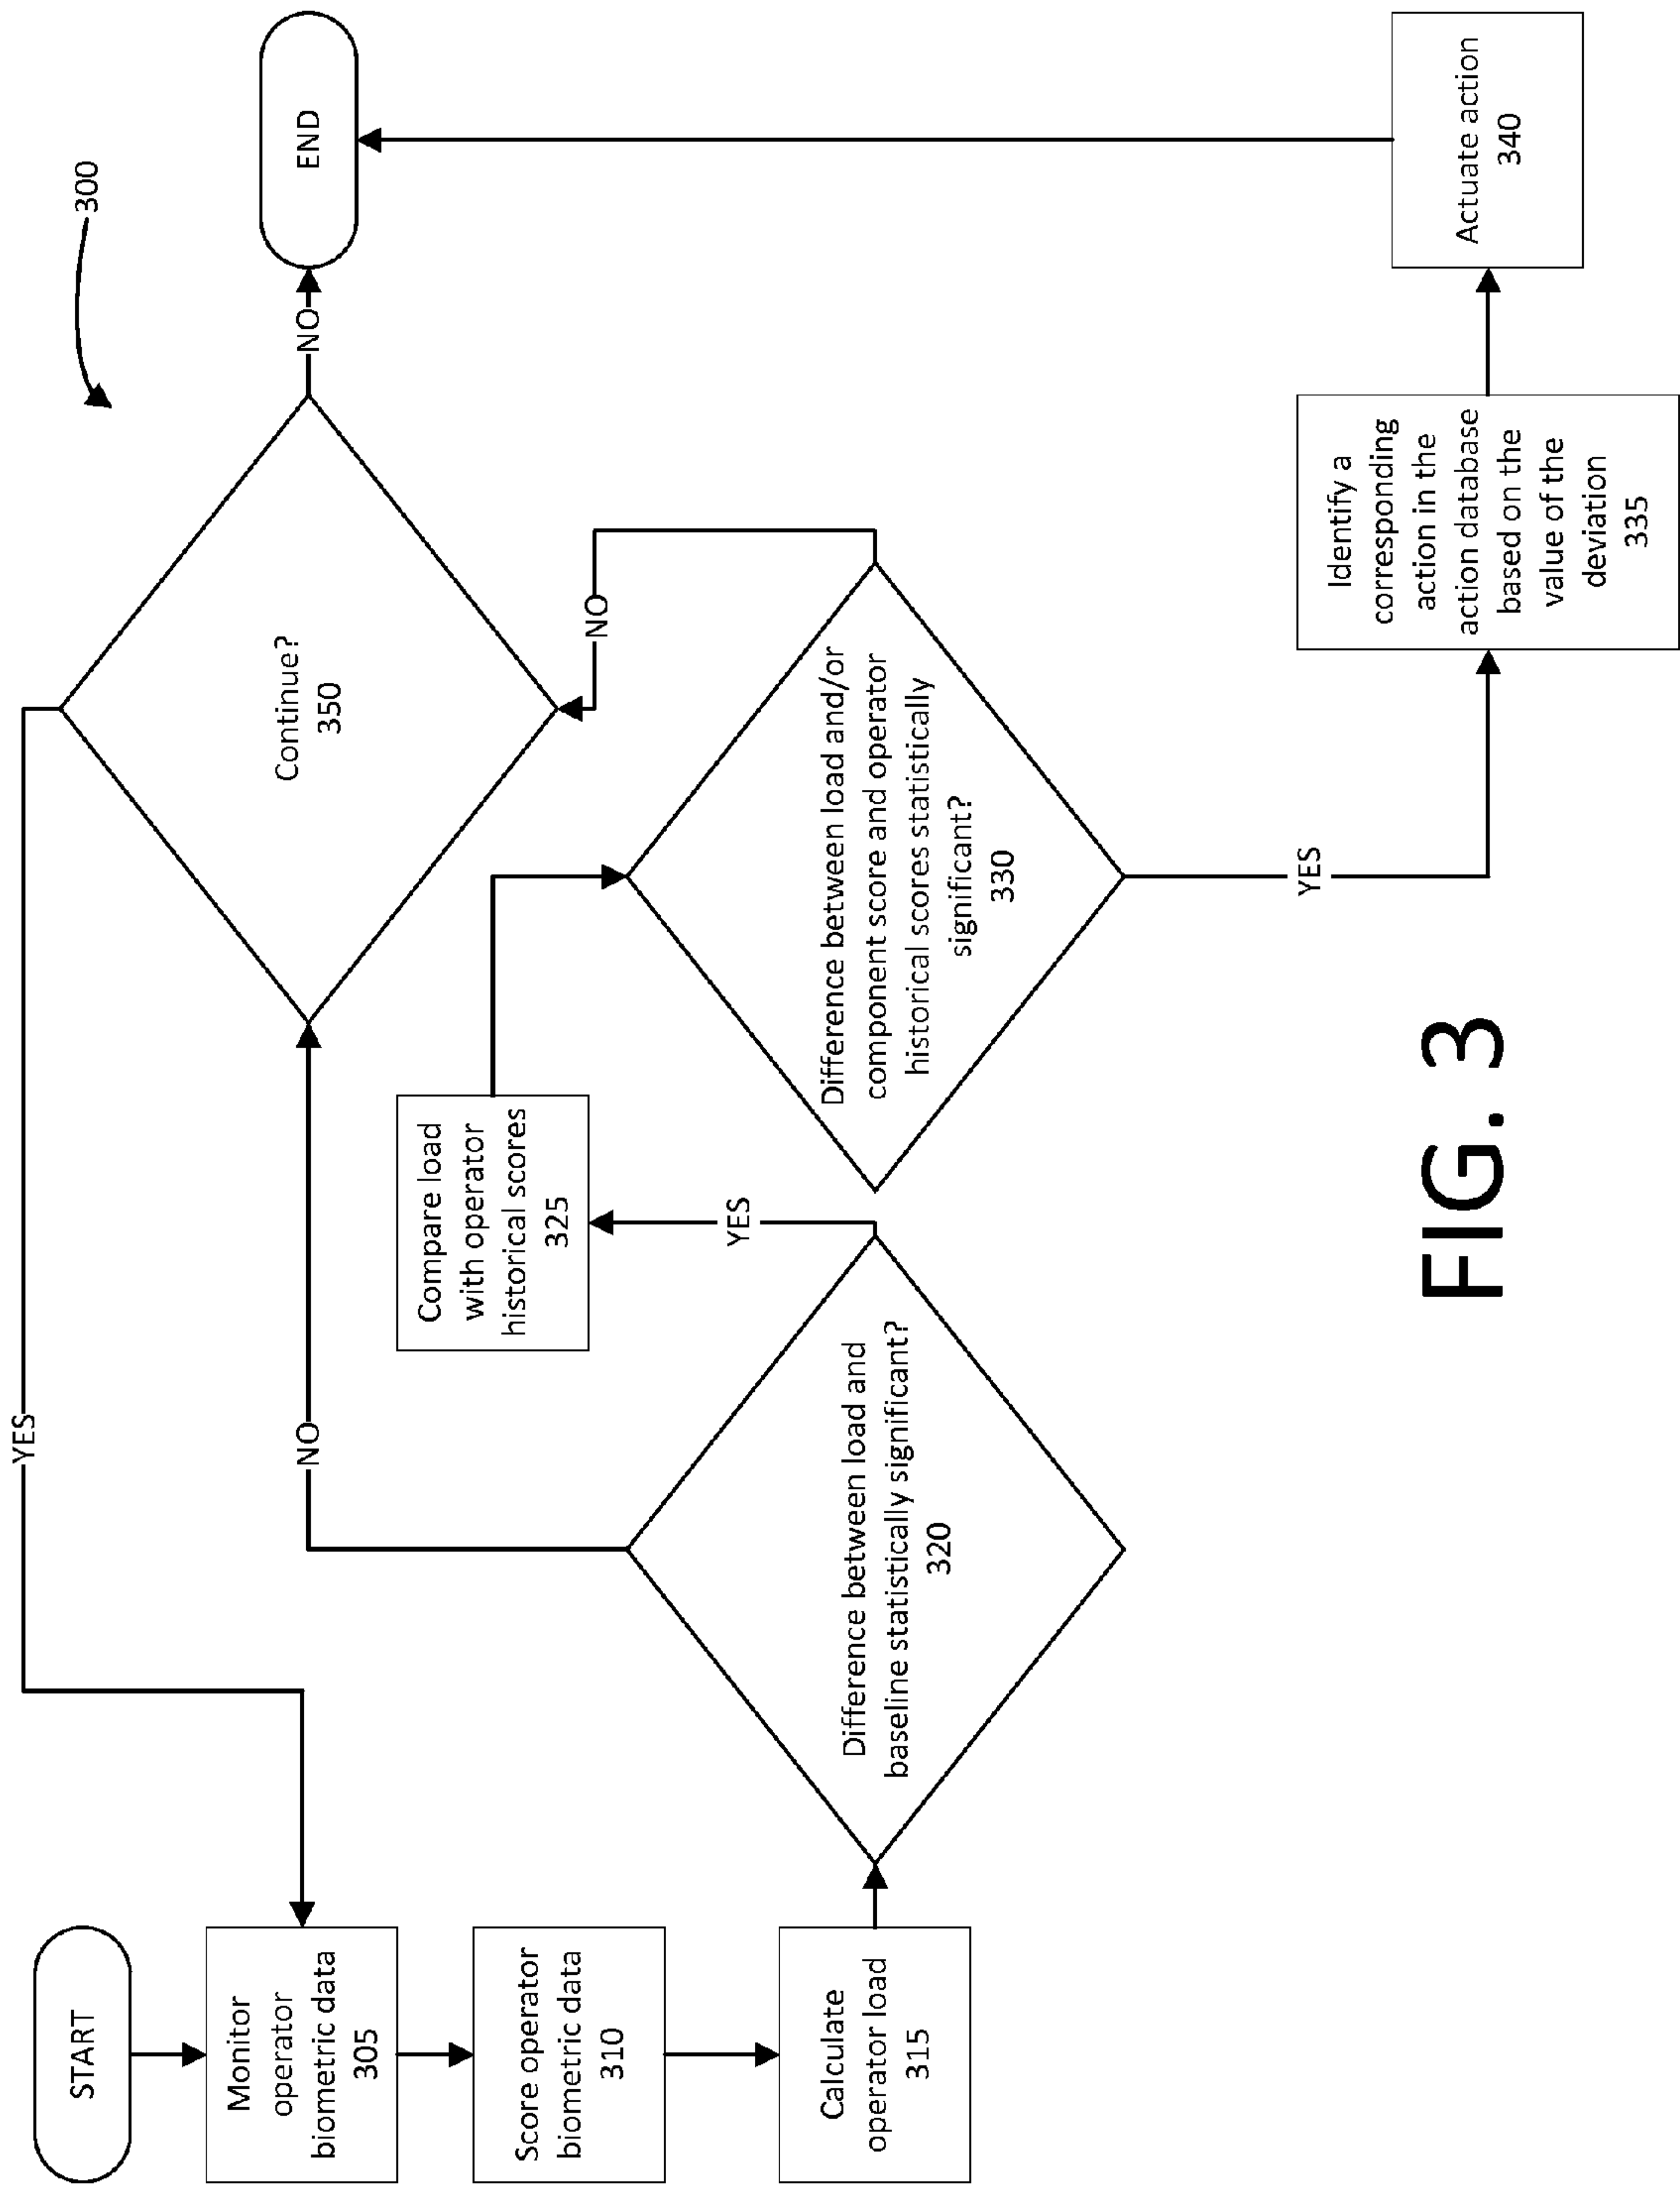 300
START
Monitor
operator
biometric data
305
Score operator
biometric data
310
Calculate
operator load
315
Difference between load and
baseline statistically significant?
320
YES
NO
Compare load
with operator
historical scores
325
Difference between load and/or
component score and operator
historical scores statistically
significant?
330
NO
YES
Continue?
350
YES
NO
END
Identify a
corresponding
action in the
action database
based on the
value of the
deviation
335
Actuate action
340
FIG. 3